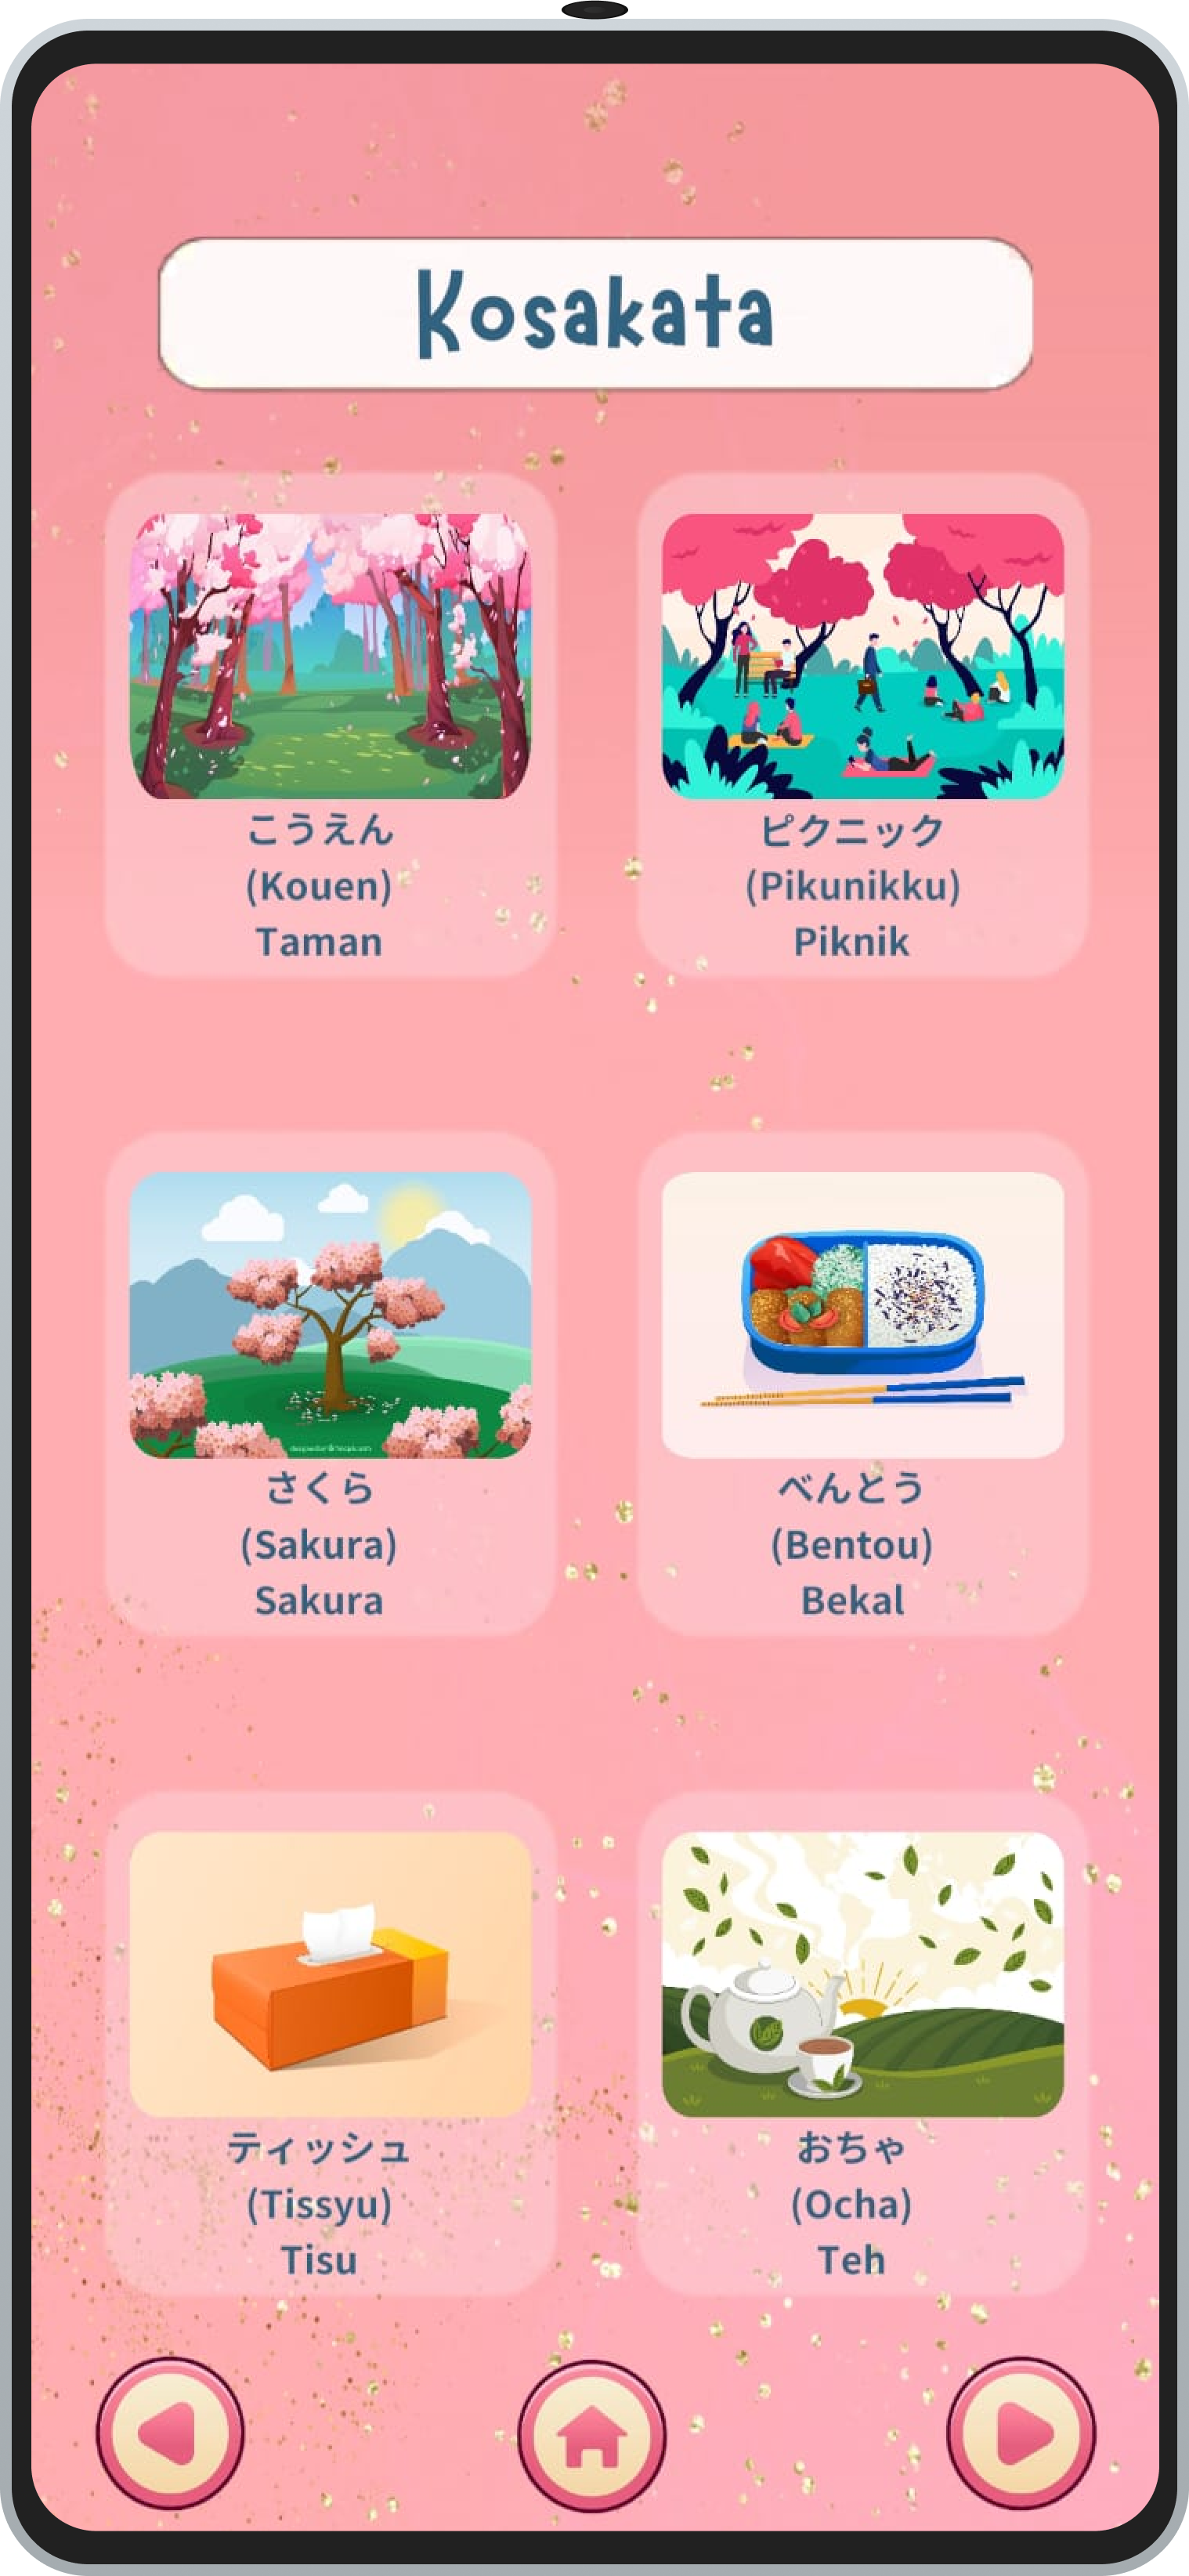 Kosakata
こうえん
(Kouen)
Taman
ピクニック
(Pikunikku)
Piknik
さくら
(Sakura)
Sakura
べんとう
(Bentou)
Bekal
ティッシュ
(Tissyu)
Tisu
おちゃ
(Ocha)
Teh